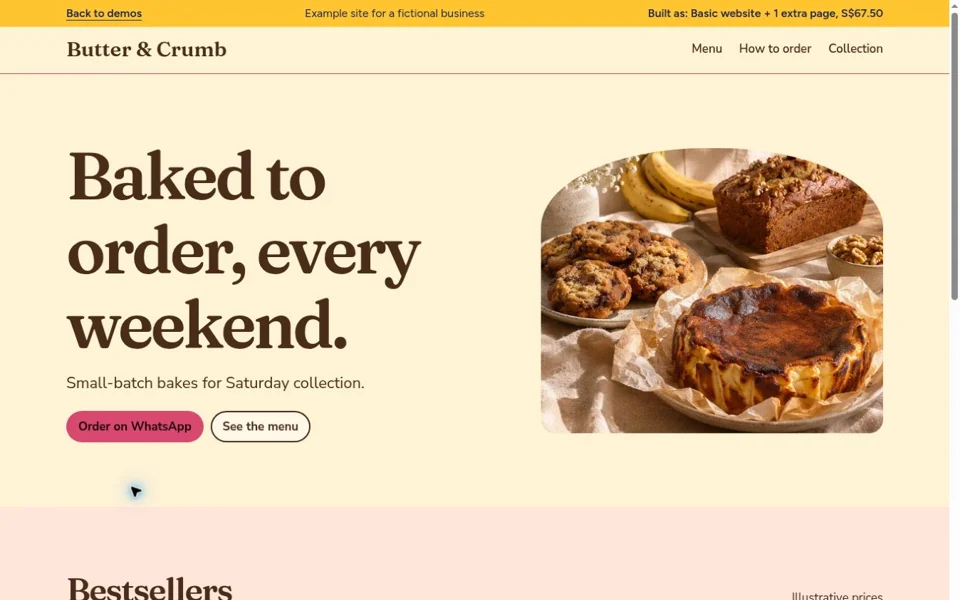 Back to demos
Example site for a fictional business
Built as: Basic website + 1 extra page, S$67.50
Butter & Crumb
Menu
How to order
Collection
Baked to
order, every
weekend.
Small-batch bakes for Saturday collection.
Order on WhatsApp
See the menu
Bestsellers
Illustrative prices